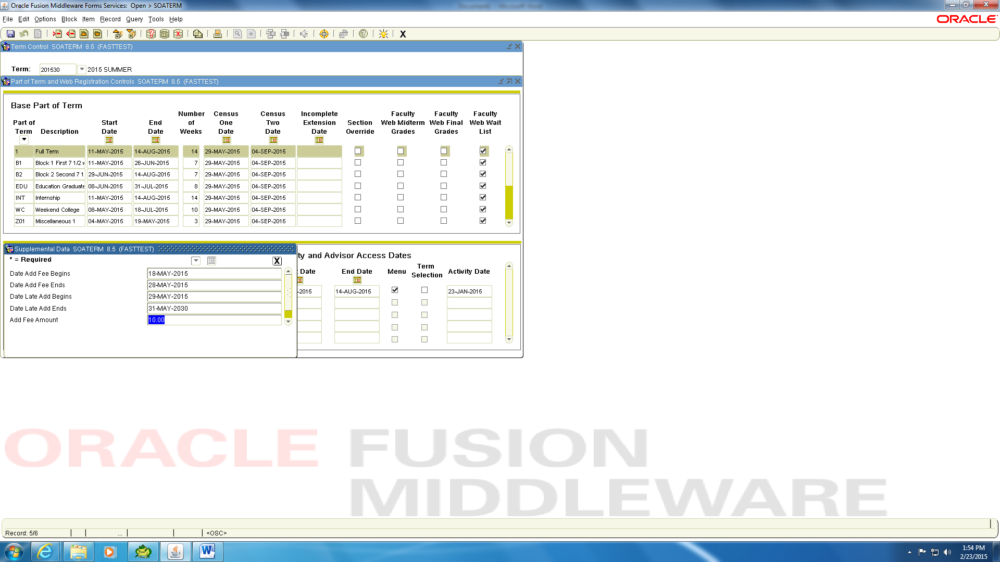 Oracle Fusion Middleware Forms Services:  Open > SOATERM
File Edit Options Block Item Record Query Tools Help
ORACLE
Term Control  SOATERM  8.5  (FASTTEST)
Term: 201530 2015 SUMMER
Part of Term and Web Registration Controls  SOATERM  8.5  (FASTTEST)
Base Part of Term
Number Census Census Incomplete Faculty Faculty Faculty
Part of Start End of One Two Extension Section Web Midterm Web Final Web Wait
Term Description Date Date Weeks Date Date Date Override Grades Grades List
1 Full Term 11-MAY-2015 14-AUG-2015 14 29-MAY-2015 04-SEP-2015
B1 Block 1 First 7 1/2 w 11-MAY-2015 26-JUN-2015 7 29-MAY-2015 04-SEP-2015
B2 Block 2 Second 7 1 29-JUN-2015 14-AUG-2015 7 29-MAY-2015 04-SEP-2015
EDU Education Graduate 08-JUN-2015 31-JUL-2015 8 29-MAY-2015 04-SEP-2015
INT Internship 11-MAY-2015 14-AUG-2015 14 29-MAY-2015 04-SEP-2015
WC Weekend College 08-MAY-2015 18-JUL-2015 10 29-MAY-2015 04-SEP-2015
Z01 Miscellaneous 1 04-MAY-2015 19-MAY-2015 3 29-MAY-2015 04-SEP-2015
Supplemental Data  SOATERM  8.5  (FASTTEST)
* = Required
X
Date Add Fee Begins 18-MAY-2015
Date Add Fee Ends 28-MAY-2015
Date Late Add Begins 29-MAY-2015
Date Late Add Ends 31-MAY-2030
Add Fee Amount 10.00
ty and Advisor Access Dates
t Date End Date Menu Term Selection Activity Date
-2015 14-AUG-2015 23-JAN-2015
ORACLE FUSION
MIDDLEWARE
Record: 5/6 ... <OSC>
1:54 PM
2/23/2015